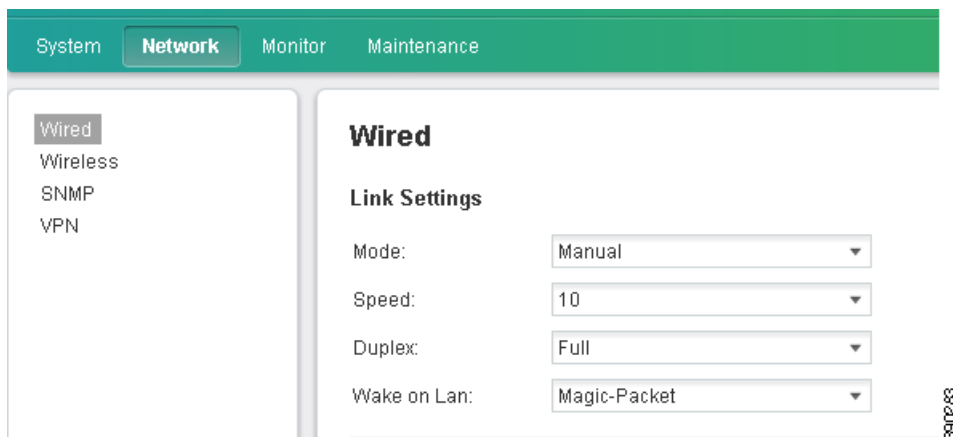 System Network Monitor Maintenance
Wired
Wireless
SNMP
VPN
Wired
Link Settings
Mode: Manual
Speed: 10
Duplex: Full
Wake on Lan: Magic-Packet
390283